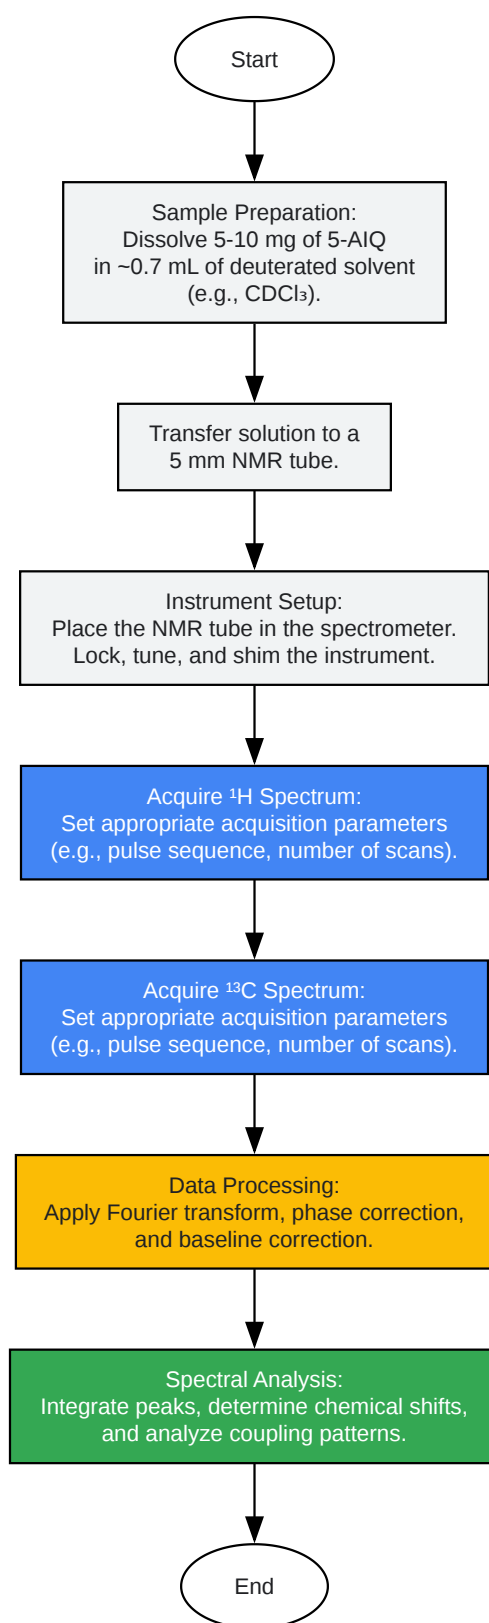 Start
Sample Preparation:
Dissolve 5-10 mg of 5-AIQ
in ~0.7 mL of deuterated solvent
(e.g., CDCl₃).
Transfer solution to a
5 mm NMR tube.
Instrument Setup:
Place the NMR tube in the spectrometer.
Lock, tune, and shim the instrument.
Acquire ¹H Spectrum:
Set appropriate acquisition parameters
(e.g., pulse sequence, number of scans).
Acquire ¹³C Spectrum:
Set appropriate acquisition parameters
(e.g., pulse sequence, number of scans).
Data Processing:
Apply Fourier transform, phase correction,
and baseline correction.
Spectral Analysis:
Integrate peaks, determine chemical shifts,
and analyze coupling patterns.
End